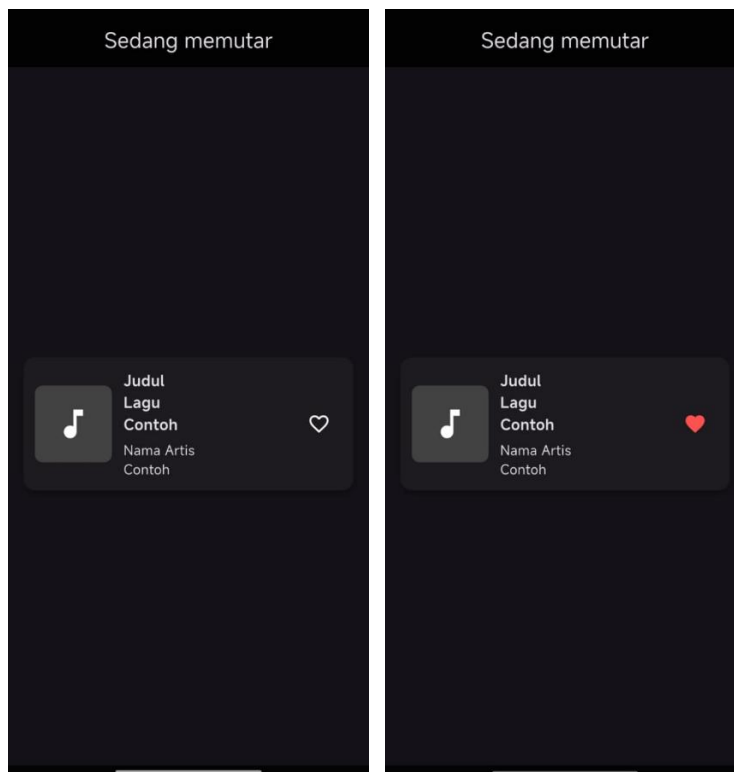 Sedang memutar
Judul
Lagu
Contoh
Nama Artis
Contoh
Sedang memutar
Judul
Lagu
Contoh
Nama Artis
Contoh